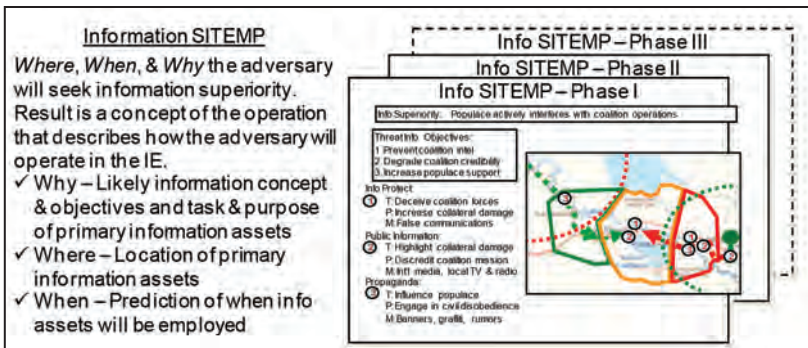 Information SITEMP
Where, When, & Why the adversary
will seek information superiority.
Result is a concept of the operation
that describes how the adversary will
operate in the IE.
✓ Why – Likely information concept
& objectives and task & purpose
of primary information assets
✓ Where – Location of primary
information assets
✓ When – Prediction of when info
assets will be employed
Info SITEMP – Phase III
Info SITEMP – Phase II
Info SITEMP – Phase I
Info Superiority: Populace actively interferes with coalition operations
Threat Info Objectives:
1 Prevent coalition intel
2 Degrade coalition credibility
3. Increase populace support
Info Protect:
1 T: Deceive coalition forces
P: Increase collateral damage
M: False communications
Public Information:
2 T: Highlight collateral damage
P: Discredit coalition mission
M: Int'l media, local TV & radio
Propaganda:
3 T: Influence populace
P: Engage in civil disobedience
M: Banners, graffiti, rumors